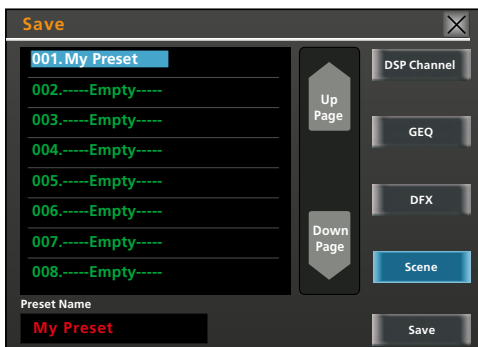 Save
001.My Preset
002.-----Empty-----
003.-----Empty-----
004.-----Empty-----
005.-----Empty-----
006.-----Empty-----
007.-----Empty-----
008.-----Empty-----
Up
Page
Down
Page
DSP Channel
GEQ
DFX
Scene
Preset Name
My Preset
Save